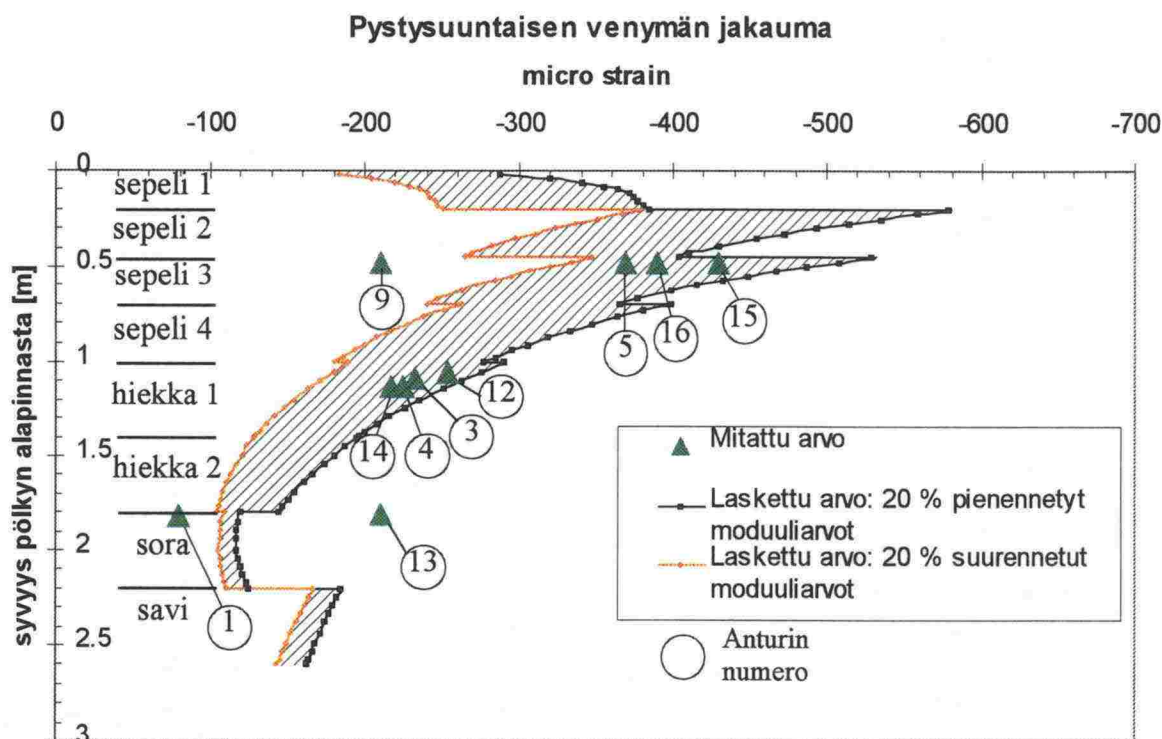 Pystysuuntaisen venymän jakauma
micro strain
0 -100 -200 -300 -400 -500 -600 -700
syvyys pölkyn alapinnasta [m]
0
sepeli 1
sepeli 2
0.5
sepeli 3
9
5
16
15
sepeli 4
1
hiekka 1
12
3
14
4
1.5
hiekka 2
Mitattu arvo
Laskettu arvo: 20 % pienennetyt
moduuliarvot
Laskettu arvo: 20 % suurennetut
moduuliarvot
2
sora
13
savi
1
2.5
Anturin
numero
3